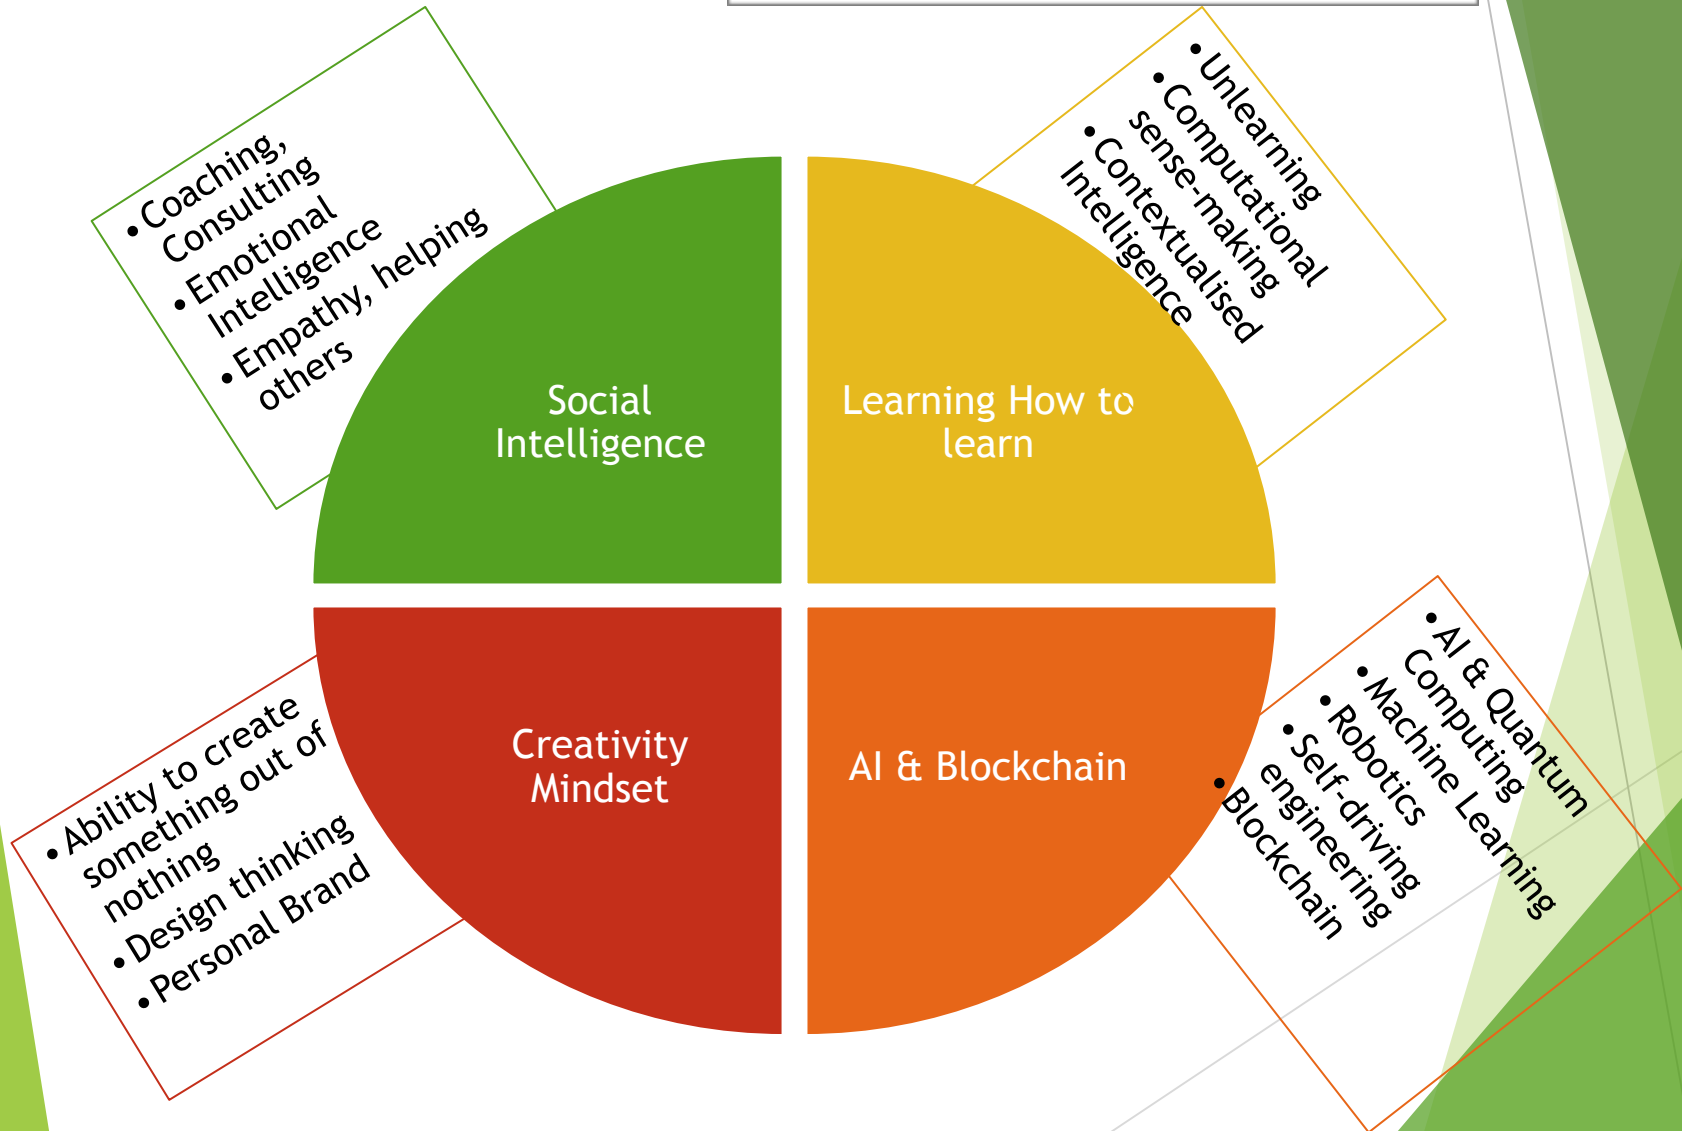 • Coaching,
Consulting
• Emotional
Intelligence
• Empathy, helping
others
Social
Intelligence
• Unlearning
• Computational
sense-making
• Contextualised
Intelligence
Learning How to
learn
• Ability to create
something out of
nothing
• Design thinking
• Personal Brand
Creativity
Mindset
• AI & Quantum
Computing
• Machine Learning
• Robotics
• Self-driving
engineering
• Blockchain
AI & Blockchain